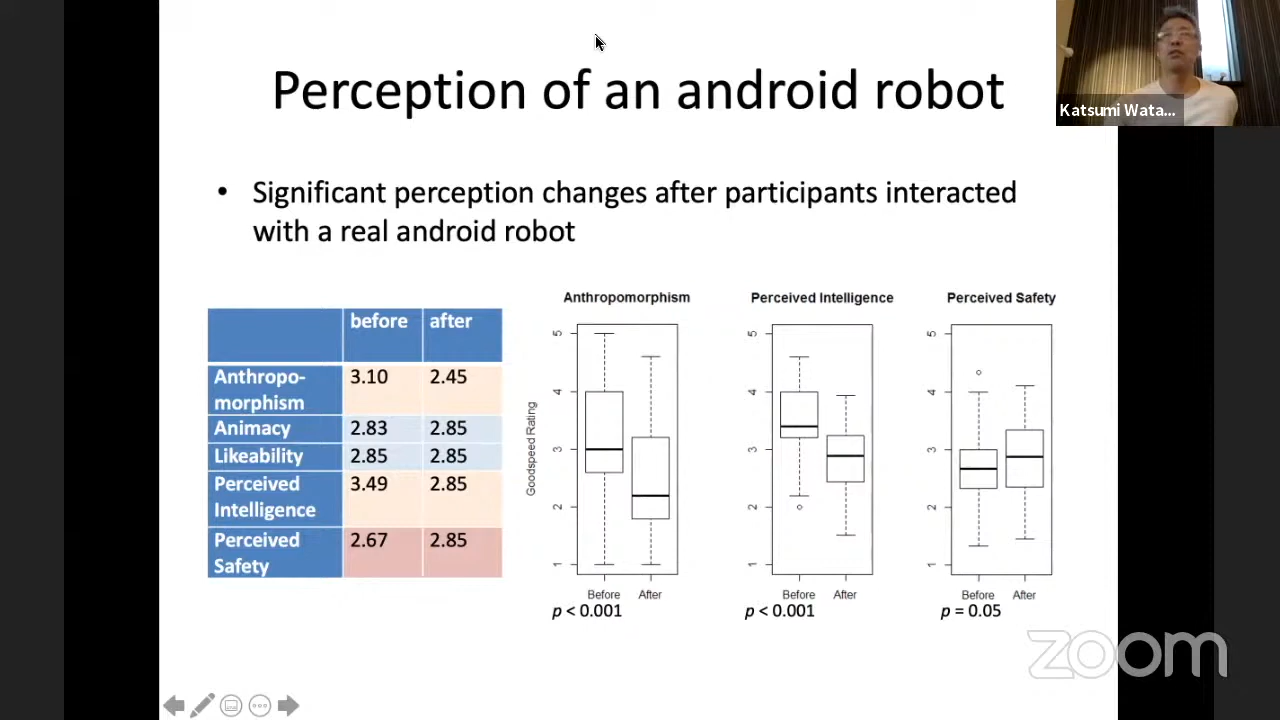 Perception of an android robot
Katsumi Wata...
• Significant perception changes after participants interacted
with a real android robot
before after
Anthropo-
morphism 3.10 2.45
Animacy 2.83 2.85
Likeability 2.85 2.85
Perceived
Intelligence 3.49 2.85
Perceived
Safety 2.67 2.85
Anthropomorphism
Goodspeed Rating
5
4
3
2
1
Before After
p < 0.001
Perceived Intelligence
5
4
3
2
1
Before After
p < 0.001
Perceived Safety
5
4
3
2
1
Before After
p = 0.05
zoom